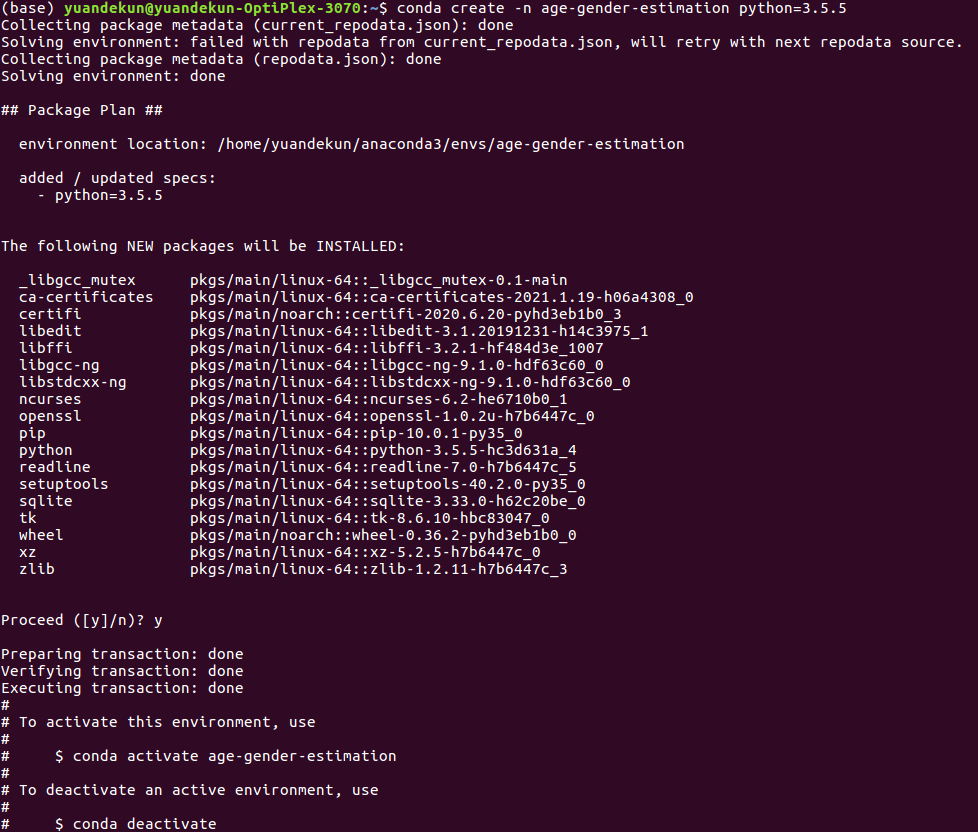 (base) yuandekun@yuandekun-OptiPlex-3070:~$ conda create -n age-gender-estimation python=3.5.5
Collecting package metadata (current_repodata.json): done
Solving environment: failed with repodata from current_repodata.json, will retry with next repodata source.
Collecting package metadata (repodata.json): done
Solving environment: done

## Package Plan ##

  environment location: /home/yuandekun/anaconda3/envs/age-gender-estimation

  added / updated specs:
    - python=3.5.5


The following NEW packages will be INSTALLED:

  _libgcc_mutex      pkgs/main/linux-64::_libgcc_mutex-0.1-main
  ca-certificates    pkgs/main/linux-64::ca-certificates-2021.1.19-h06a4308_0
  certifi            pkgs/main/noarch::certifi-2020.6.20-pyhd3eb1b0_3
  libedit            pkgs/main/linux-64::libedit-3.1.20191231-h14c3975_1
  libffi             pkgs/main/linux-64::libffi-3.2.1-hf484d3e_1007
  libgcc-ng          pkgs/main/linux-64::libgcc-ng-9.1.0-hdf63c60_0
  libstdcxx-ng       pkgs/main/linux-64::libstdcxx-ng-9.1.0-hdf63c60_0
  ncurses            pkgs/main/linux-64::ncurses-6.2-he6710b0_1
  openssl            pkgs/main/linux-64::openssl-1.0.2u-h7b6447c_0
  pip                pkgs/main/linux-64::pip-10.0.1-py35_0
  python             pkgs/main/linux-64::python-3.5.5-hc3d631a_4
  readline           pkgs/main/linux-64::readline-7.0-h7b6447c_5
  setuptools         pkgs/main/linux-64::setuptools-40.2.0-py35_0
  sqlite             pkgs/main/linux-64::sqlite-3.33.0-h62c20be_0
  tk                 pkgs/main/linux-64::tk-8.6.10-hbc83047_0
  wheel              pkgs/main/noarch::wheel-0.36.2-pyhd3eb1b0_0
  xz                 pkgs/main/linux-64::xz-5.2.5-h7b6447c_0
  zlib               pkgs/main/linux-64::zlib-1.2.11-h7b6447c_3


Proceed ([y]/n)? y

Preparing transaction: done
Verifying transaction: done
Executing transaction: done
#
# To activate this environment, use
#
#     $ conda activate age-gender-estimation
#
# To deactivate an active environment, use
#
#     $ conda deactivate